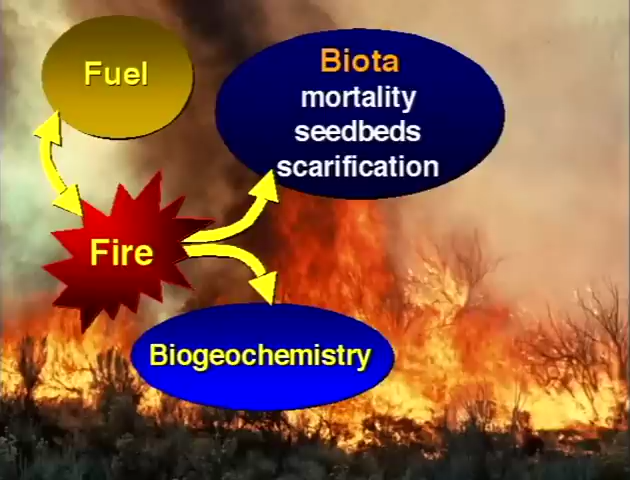 Fuel
Biota
mortality
seedbeds
scarification
Fire
Biogeochemistry